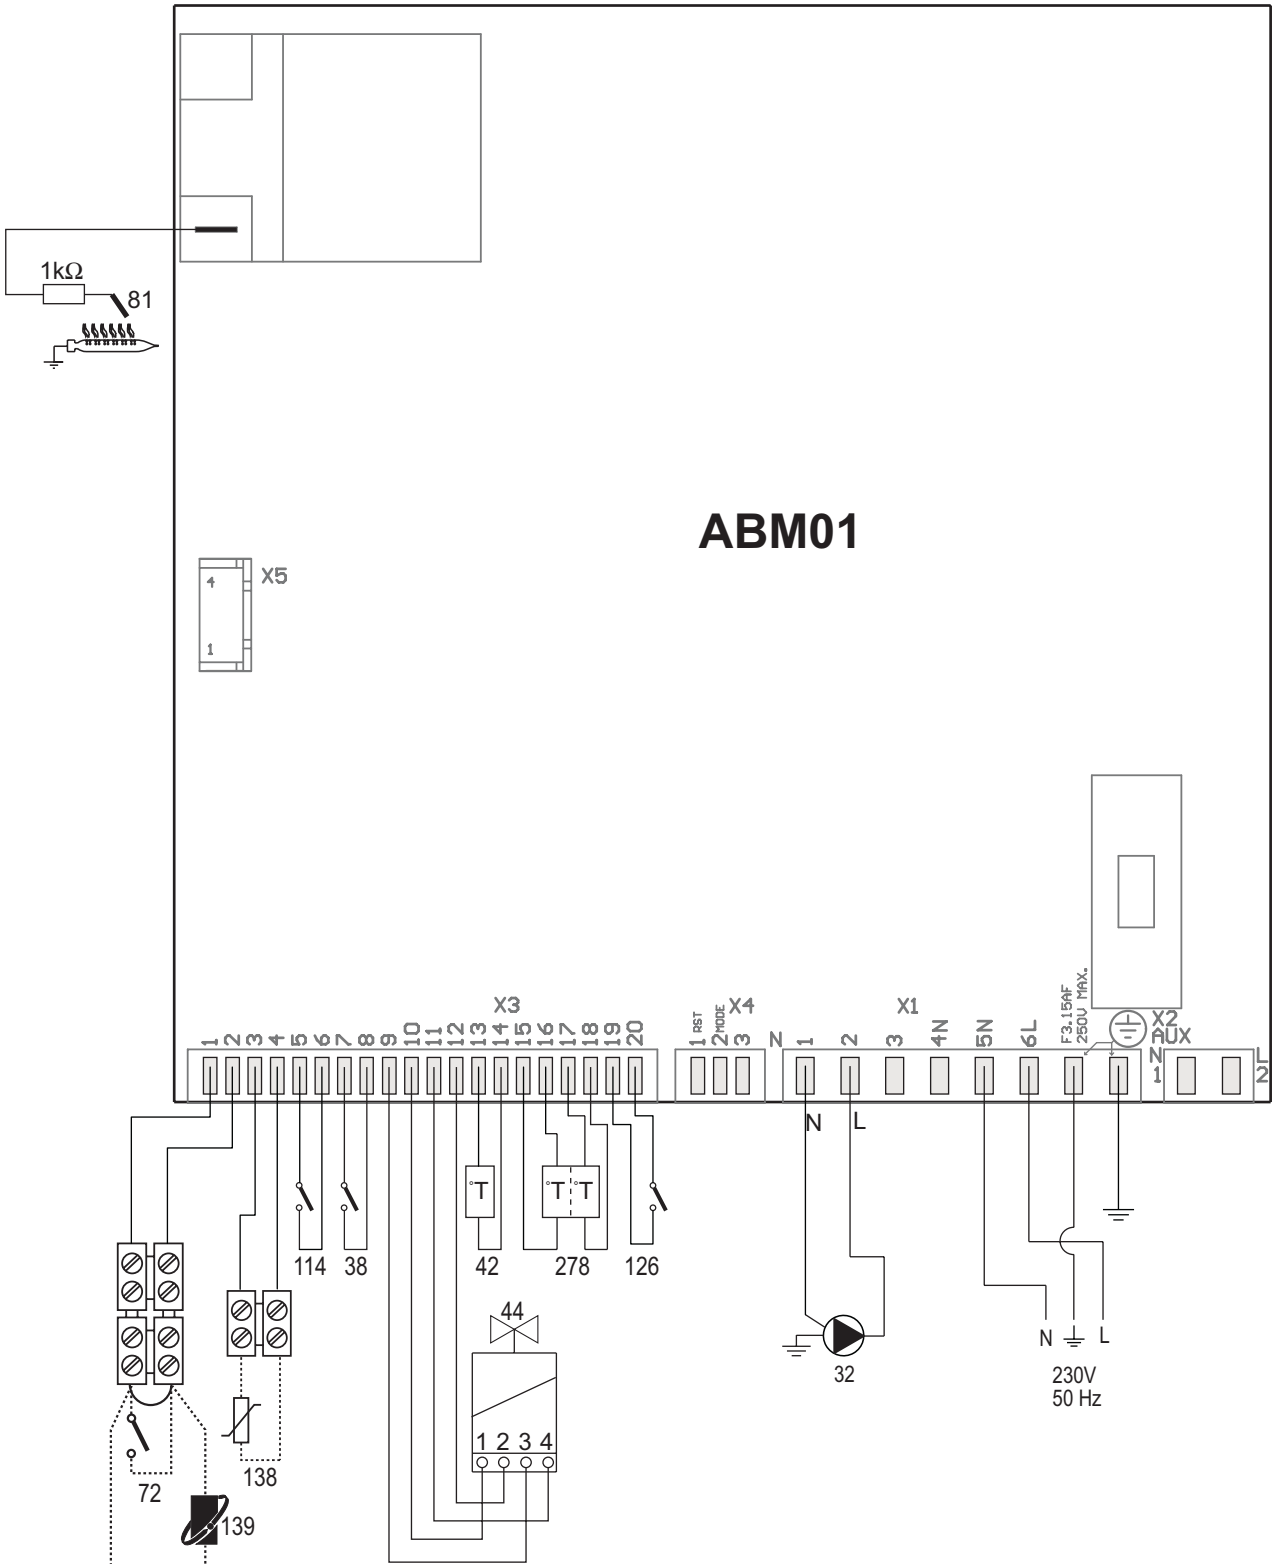 1kΩ
81
ABM01
4
X5
1
X3
X4
X1
1 RST
2 MODE
3
N
F3.15AF
250V MAX.
X2
AUX
1
2
3
4
5
6
7
8
9
10
11
12
13
14
15
16
17
18
19
20
1
2
3
4N
5N
6L
N
1
L
2
N
L
°T
°T
°T
114
38
42
278
126
44
1 2 3 4
32
N
L
230V
50 Hz
72
138
139